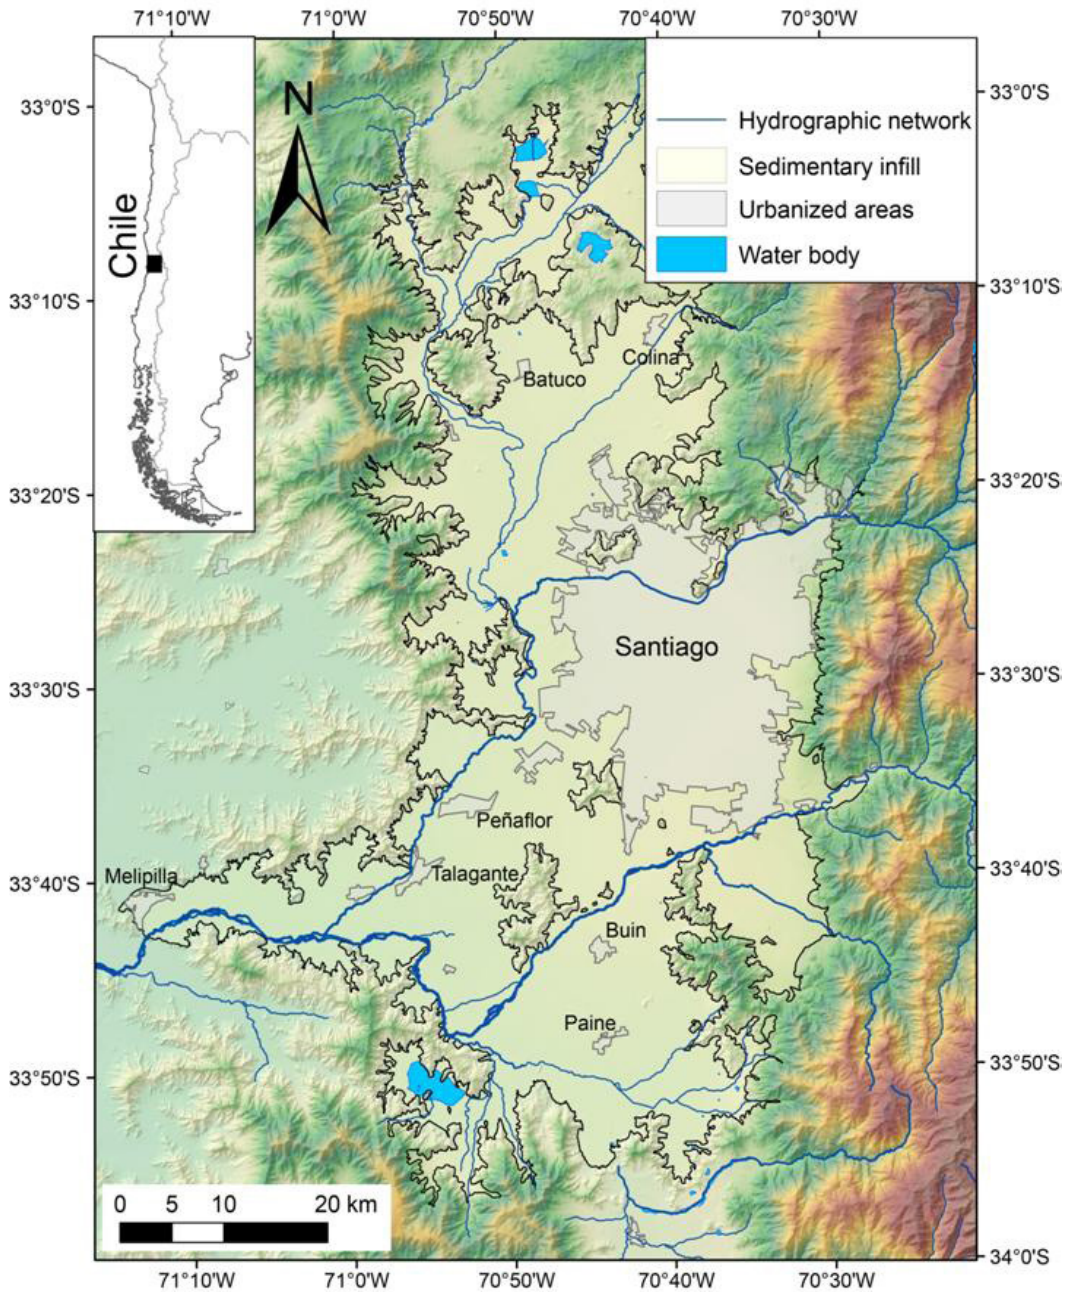 71°10'W 71°0'W 70°50'W 70°40'W 70°30'W
33°0'S
33°10'S
33°20'S
33°30'S
33°40'S
33°50'S
Chile
N
Hydrographic network
Sedimentary infill
Urbanized areas
Water body
33°0'S
33°10'S
33°20'S
33°30'S
33°40'S
33°50'S
34°0'S
Colina
Batuco
Santiago
Peñaflor
Melipilla
Talagante
Buin
Paine
0 5 10 20 km
71°10'W 71°0'W 70°50'W 70°40'W 70°30'W